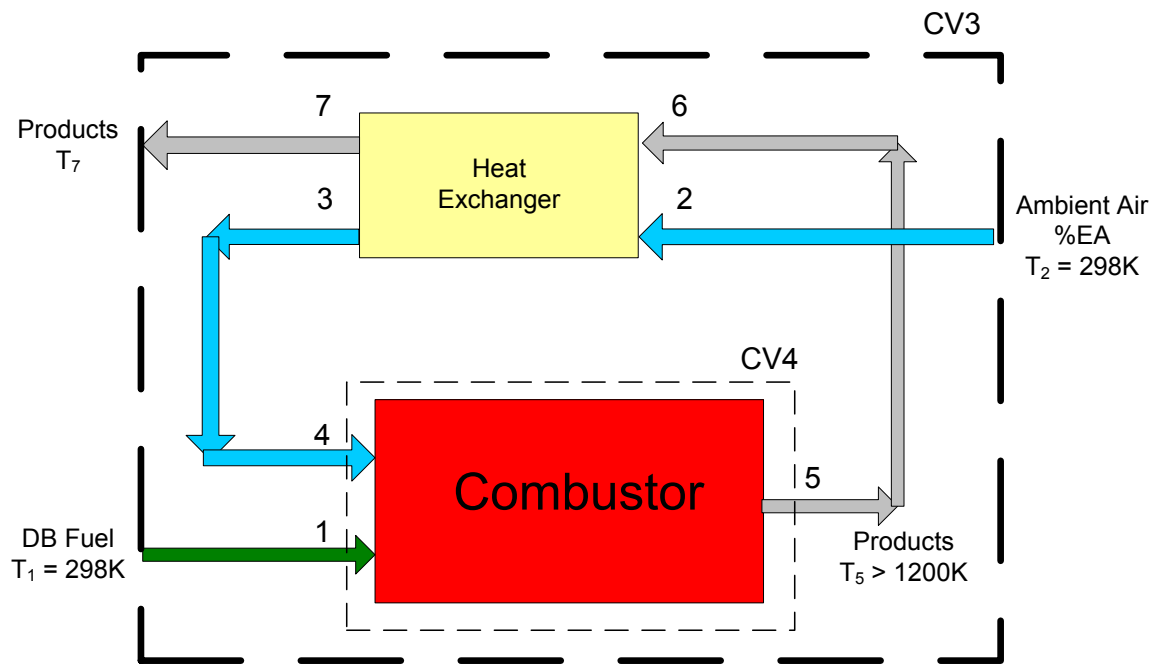 CV3
7
6
Products
T₇
Heat
Exchanger
3
2
Ambient Air
%EA
T₂ = 298K
CV4
4
Combustor
5
1
DB Fuel
T₁ = 298K
Products
T₅ > 1200K